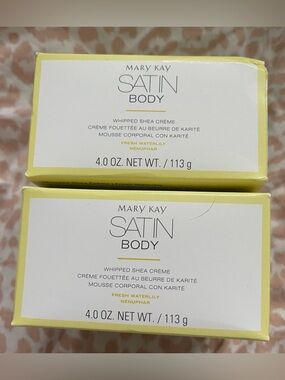 MARY KAY
SATIN
BODY
WHIPPED SHEA CRÈME
CRÈME FOUETTÉE AU BEURRE DE KARITÉ
MOUSSE CORPORAL CON KARITÉ
FRESH WATERLILY
NÉNUPHAR
4.0 OZ. NET WT. / 113 g
MARY KAY
SATIN
BODY
WHIPPED SHEA CRÈME
CRÈME FOUETTÉE AU BEURRE DE KARITÉ
MOUSSE CORPORAL CON KARITÉ
FRESH WATERLILY
NÉNUPHAR
4.0 OZ. NET WT. / 113 g